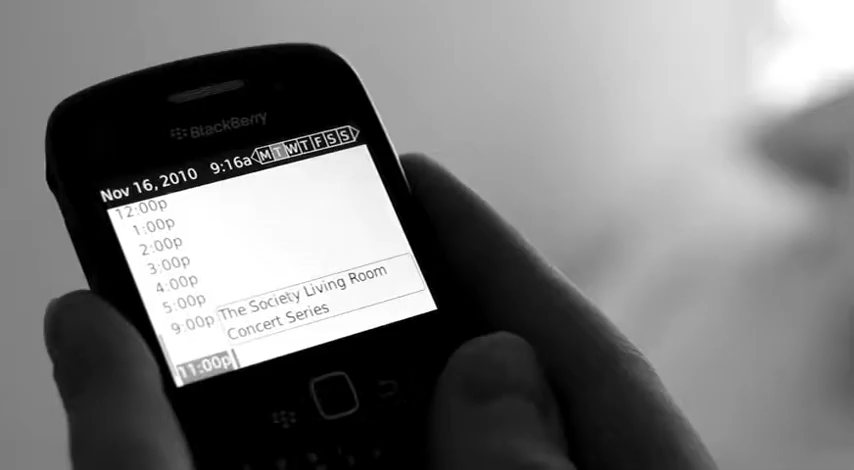 BlackBerry
Nov 16, 2010 9:16a M T W T F S S
12:00p
1:00p
2:00p
3:00p
4:00p
5:00p
9:00p The Society Living Room
Concert Series
11:00p